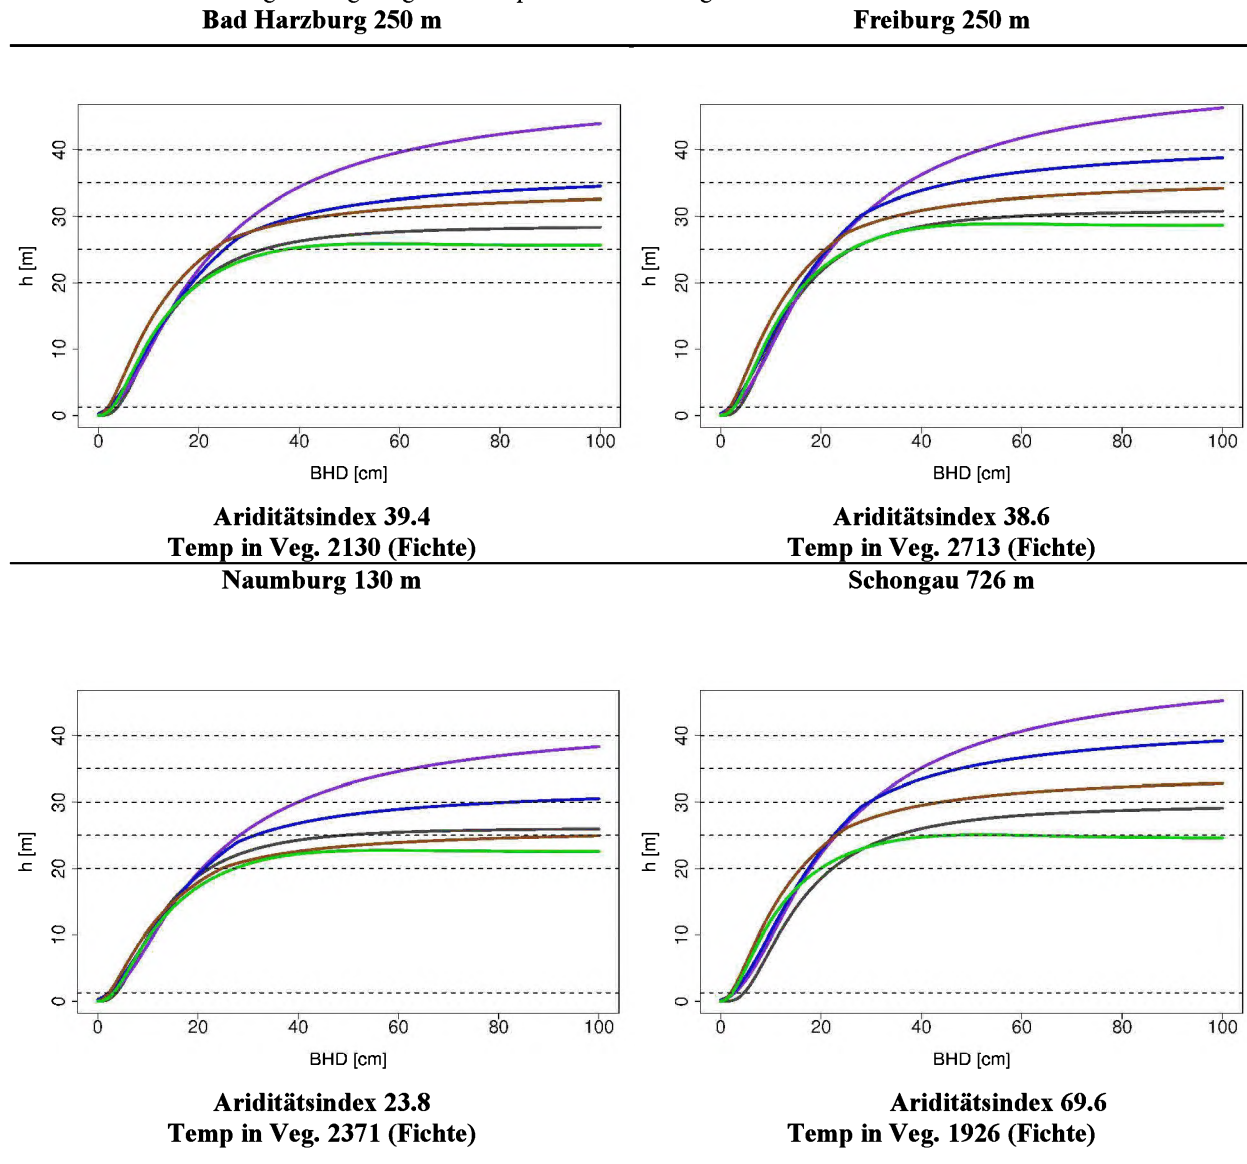 Bad Harzburg 250 m
Freiburg 250 m
h [m]
0
10
20
30
40
0
20
40
60
80
100
BHD [cm]
h [m]
0
10
20
30
40
0
20
40
60
80
100
BHD [cm]
Ariditätsindex 39.4
Temp in Veg. 2130 (Fichte)
Ariditätsindex 38.6
Temp in Veg. 2713 (Fichte)
Naumburg 130 m
Schongau 726 m
h [m]
0
10
20
30
40
0
20
40
60
80
100
BHD [cm]
h [m]
0
10
20
30
40
0
20
40
60
80
100
BHD [cm]
Ariditätsindex 23.8
Temp in Veg. 2371 (Fichte)
Ariditätsindex 69.6
Temp in Veg. 1926 (Fichte)